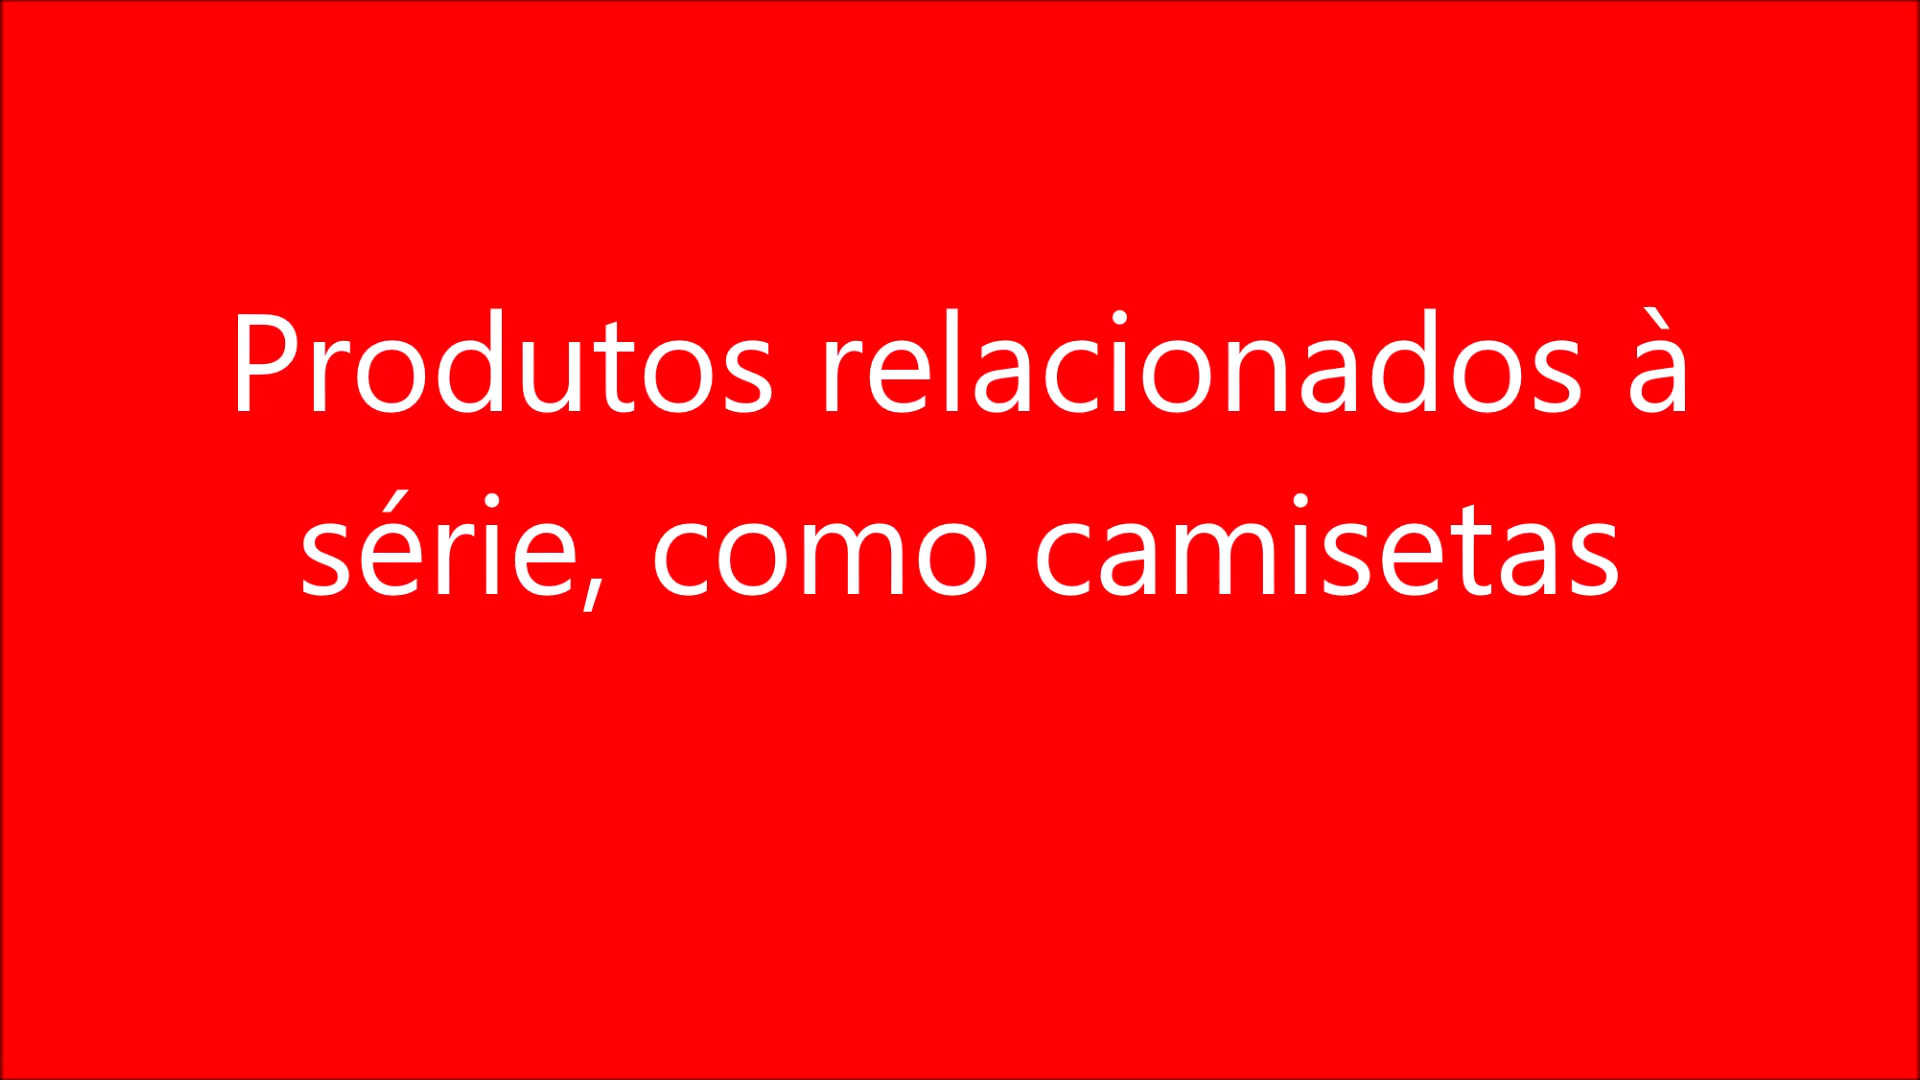 Produtos relacionados à
série, como camisetas